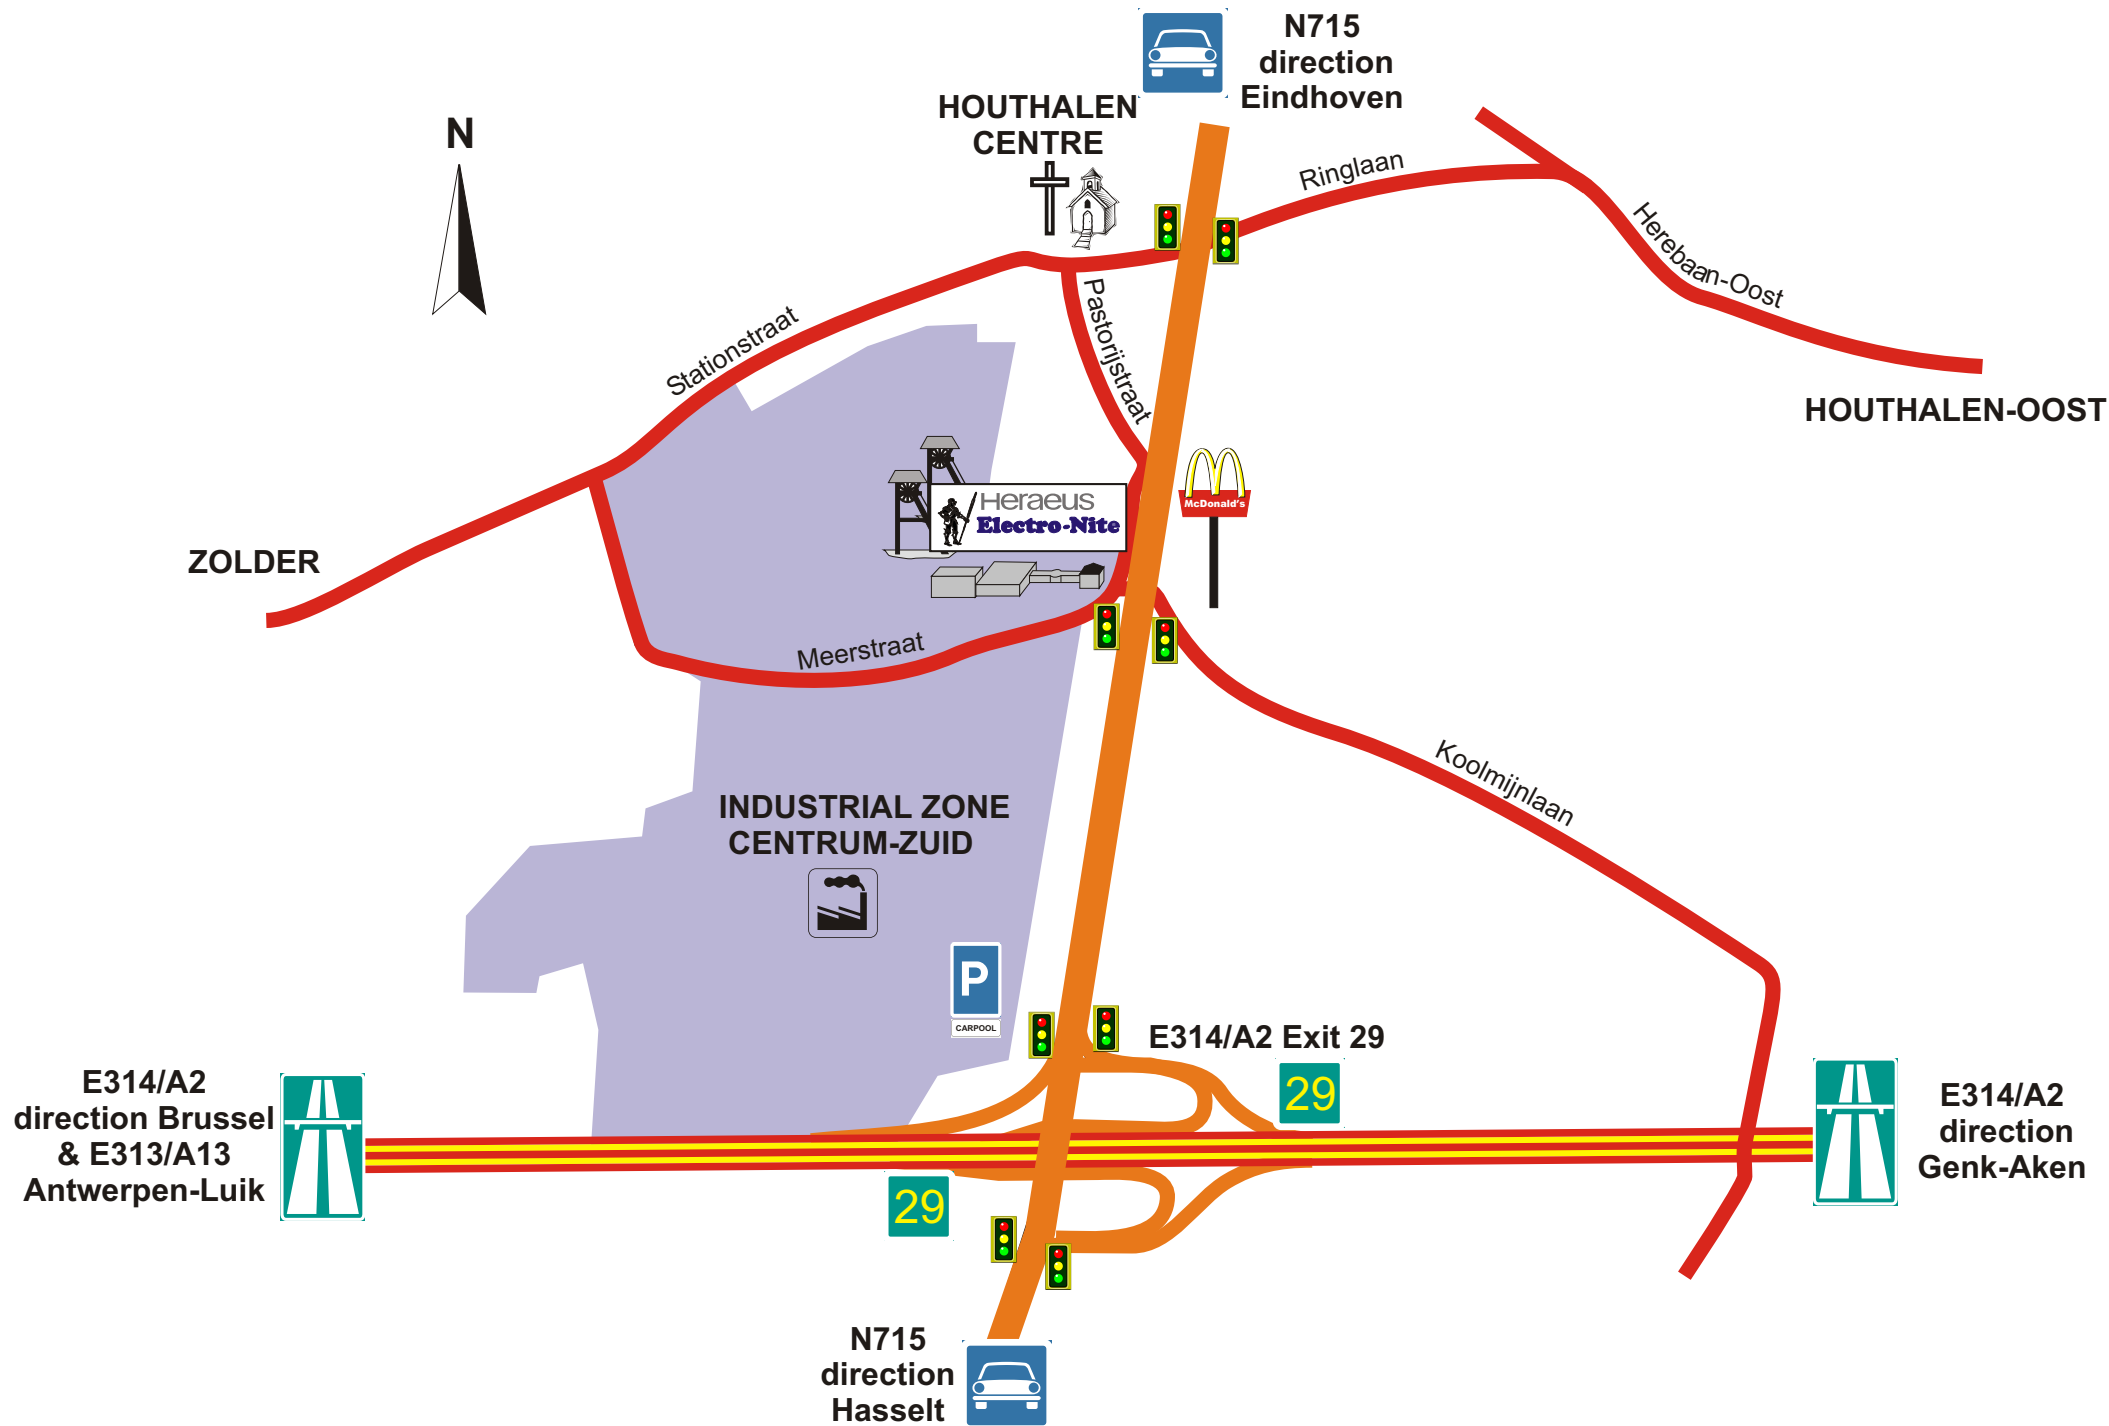 N715
direction
Eindhoven
HOUTHALEN
CENTRE
N
Ringlaan
Herebaan-Oost
Stationstraat
Pastorijstraat
HOUTHALEN-OOST
Heraeus
Electro-Nite
McDonald's
ZOLDER
Meerstraat
Koolmijnlaan
INDUSTRIAL ZONE
CENTRUM-ZUID
P
CARPOOL
E314/A2 Exit 29
29
E314/A2
direction Brussel
& E313/A13
Antwerpen-Luik
E314/A2
direction
Genk-Aken
29
N715
direction
Hasselt